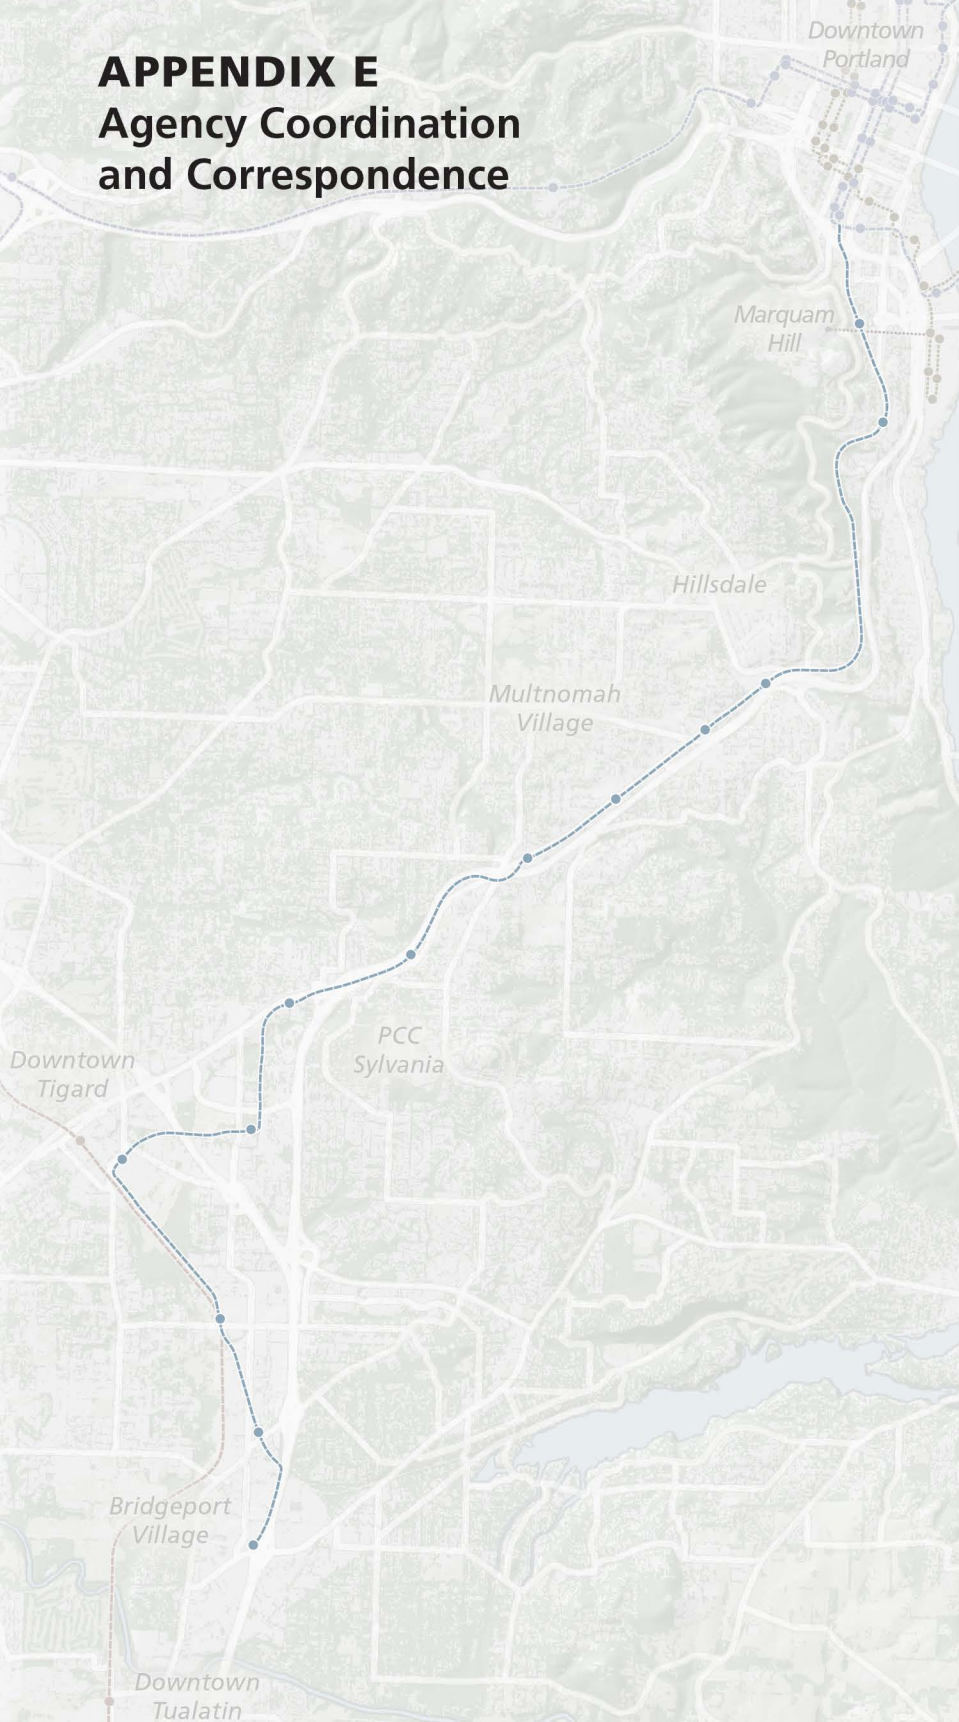 APPENDIX E
Agency Coordination
and Correspondence
Downtown
Portland
Marquam
Hill
Hillsdale
Multnomah
Village
PCC
Sylvania
Downtown
Tigard
Bridgeport
Village
Downtown
Tualatin